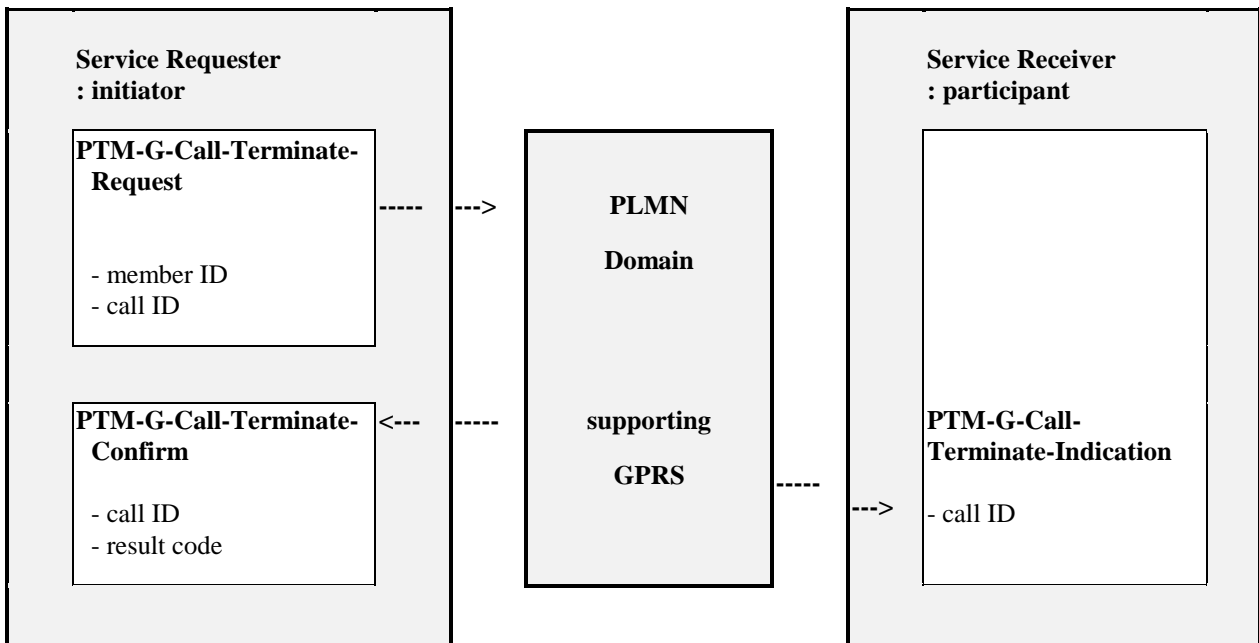 Service Requester
: initiator
PTM-G-Call-Terminate-
Request
----- --->
- member ID
- call ID
PTM-G-Call-Terminate-
Confirm
<--- -----
- call ID
- result code
PLMN
Domain
supporting
GPRS
----- --->
Service Receiver
: participant
PTM-G-Call-
Terminate-Indication
- call ID